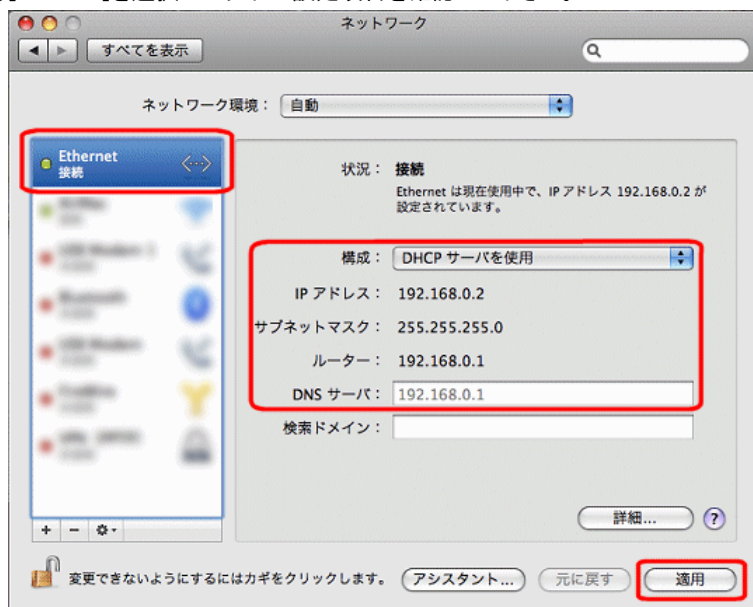 ネットワーク
すべてを表示
ネットワーク環境： 自動
Ethernet
接続
状況： 接続
Ethernet は現在使用中で、IP アドレス 192.168.0.2 が
設定されています。
構成： DHCP サーバを使用
IP アドレス： 192.168.0.2
サブネットマスク： 255.255.255.0
ルーター： 192.168.0.1
DNS サーバ： 192.168.0.1
検索ドメイン：
詳細... ?
変更できないようにするにはカギをクリックします。 アシスタント... 元に戻す 適用